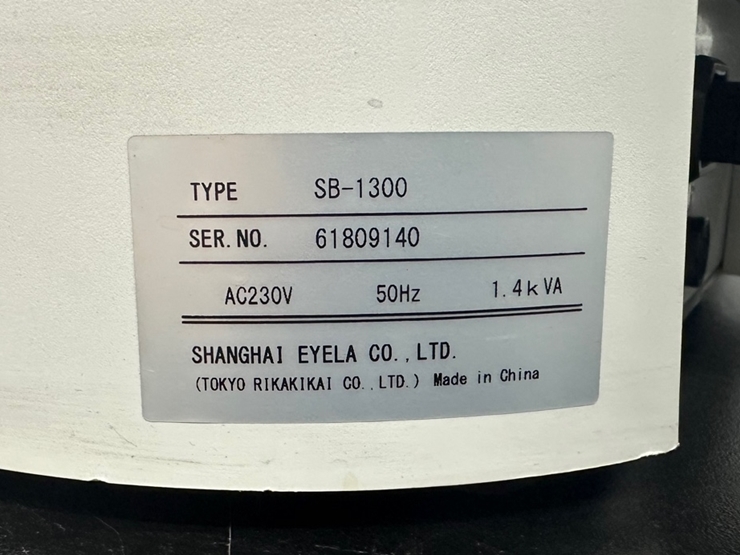 TYPE SB-1300
SER. NO. 61809140
AC230V 50Hz 1.4kVA
SHANGHAI EYELA CO., LTD.
(TOKYO RIKAKIKAI CO., LTD.) Made in China